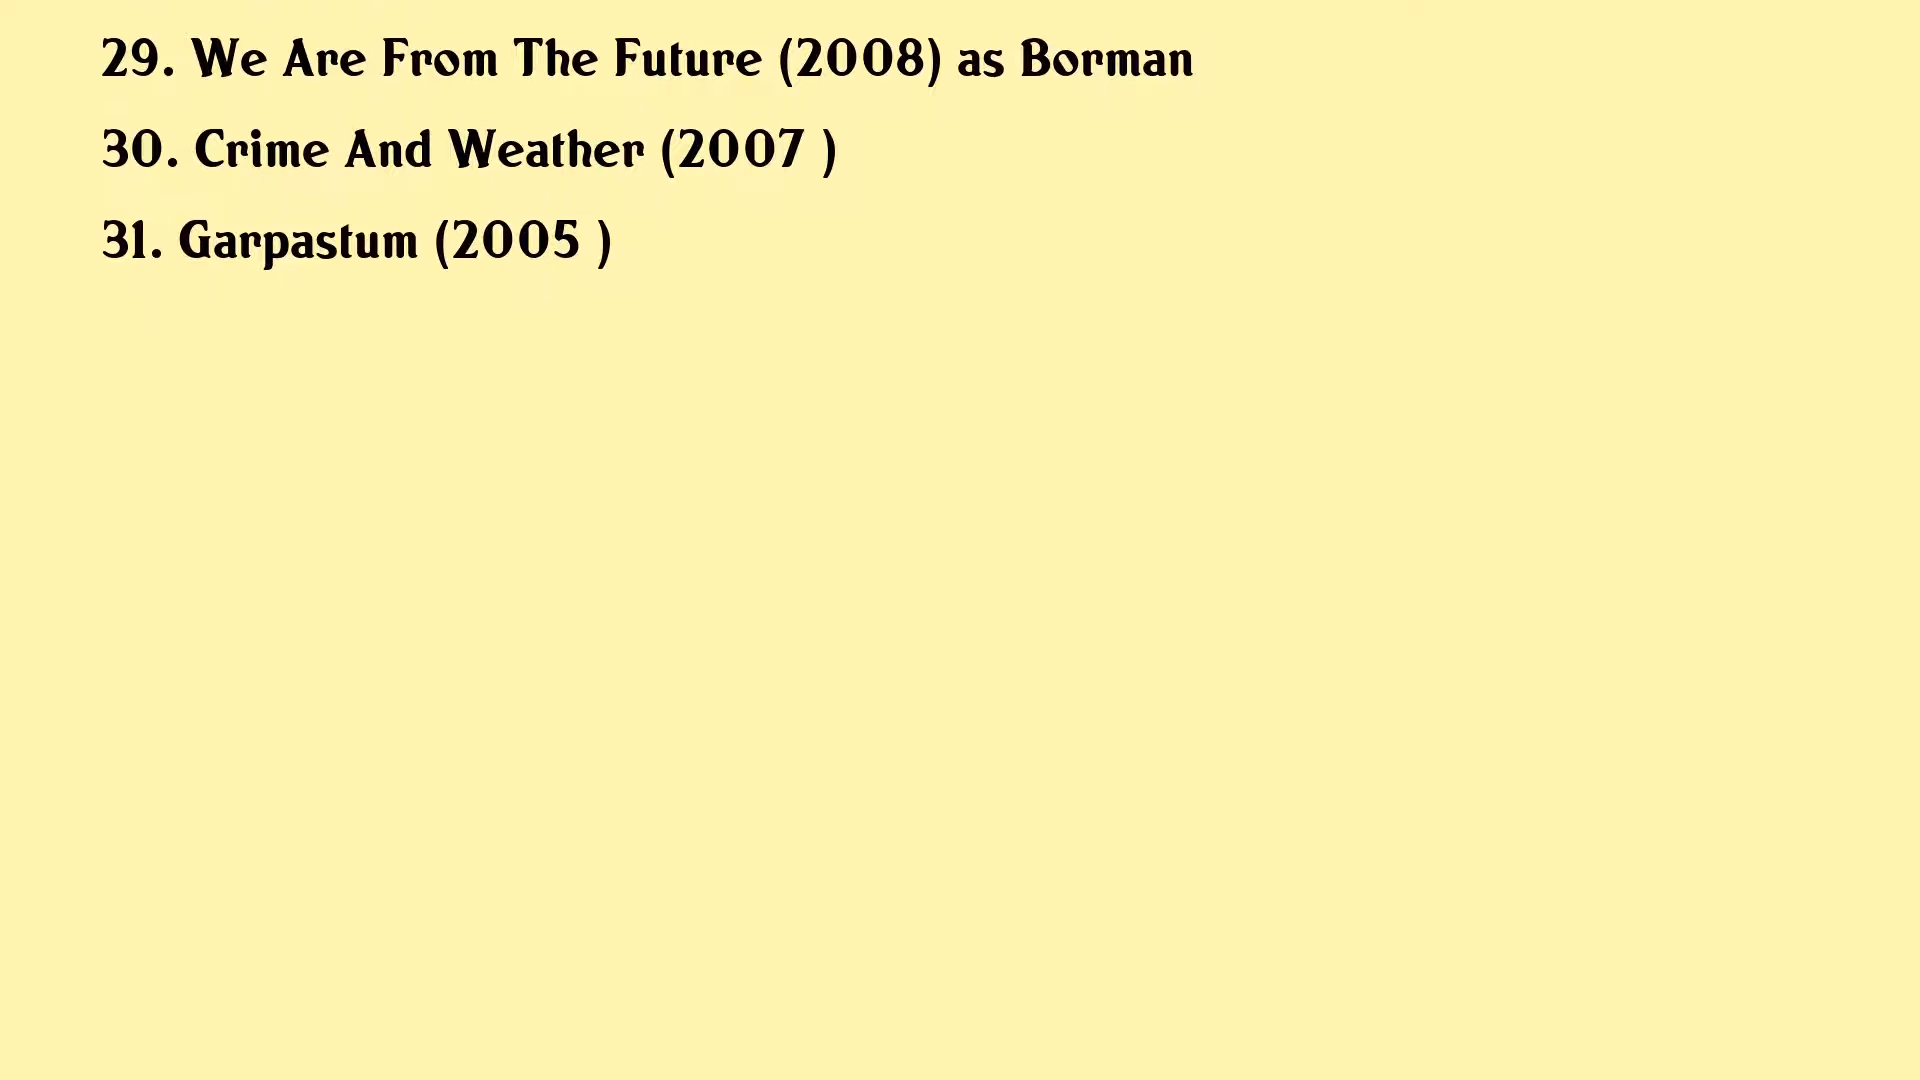 29. We Are From The Future (2008) as Borman
30. Crime And Weather (2007 )
31. Garpastum (2005 )